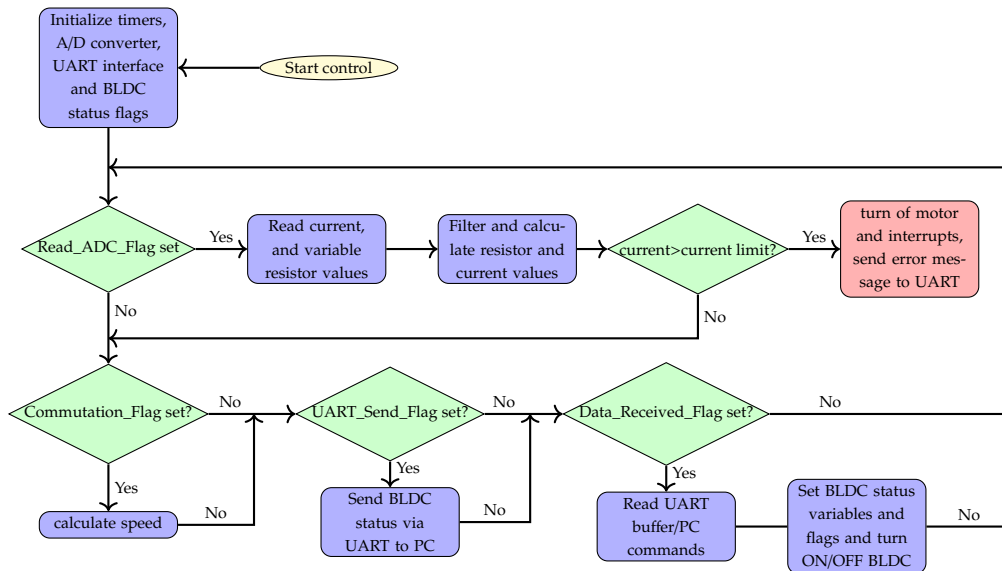 Initialize timers,
A/D converter,
UART interface
and BLDC
status flags
Start control
Read_ADC_Flag set
Yes
Read current,
and variable
resistor values
Filter and calcu-
late resistor and
current values
current>current limit?
Yes
turn of motor
and interrupts,
send error mes-
sage to UART
No
No
Commutation_Flag set?
No
UART_Send_Flag set?
No
Data_Received_Flag set?
No
Yes
calculate speed
No
Yes
Send BLDC
status via
UART to PC
No
Yes
Read UART
buffer/PC
commands
Set BLDC status
variables and
flags and turn
ON/OFF BLDC
No